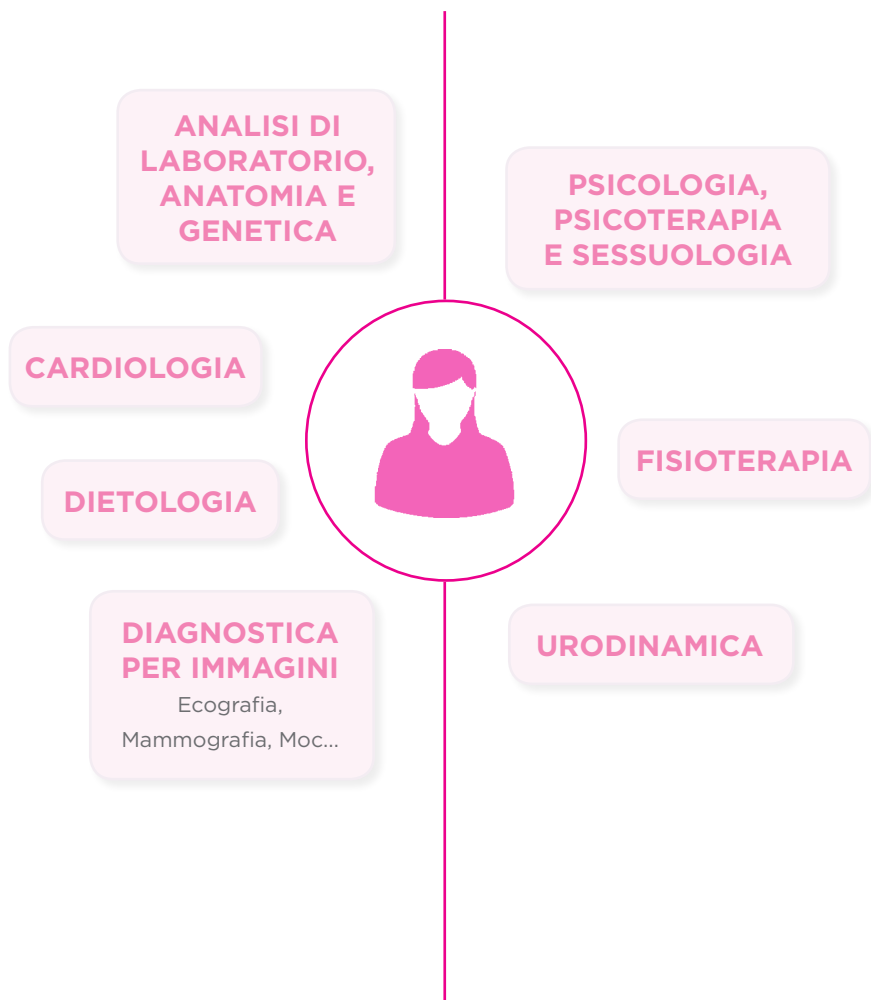 ANALISI DI
LABORATORIO,
ANATOMIA E
GENETICA
PSICOLOGIA,
PSICOTERAPIA
E SESSUOLOGIA
CARDIOLOGIA
FISIOTERAPIA
DIETOLOGIA
DIAGNOSTICA
PER IMMAGINI
Ecografia,
Mammografia, Moc...
URODINAMICA